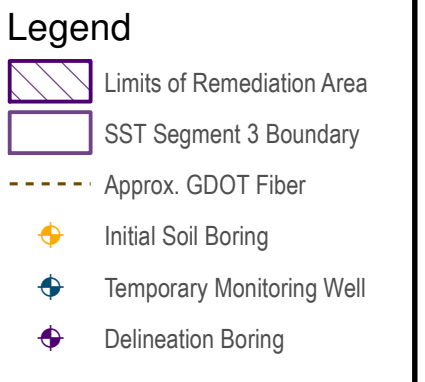 Legend
Limits of Remediation Area
SST Segment 3 Boundary
Approx. GDOT Fiber
Initial Soil Boring
Temporary Monitoring Well
Delineation Boring